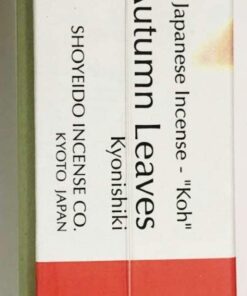 Japanese Incense - "Koh"
Autumn Leaves
Kyonishiki
SHOYEIDO INCENSE CO.
KYOTO JAPAN